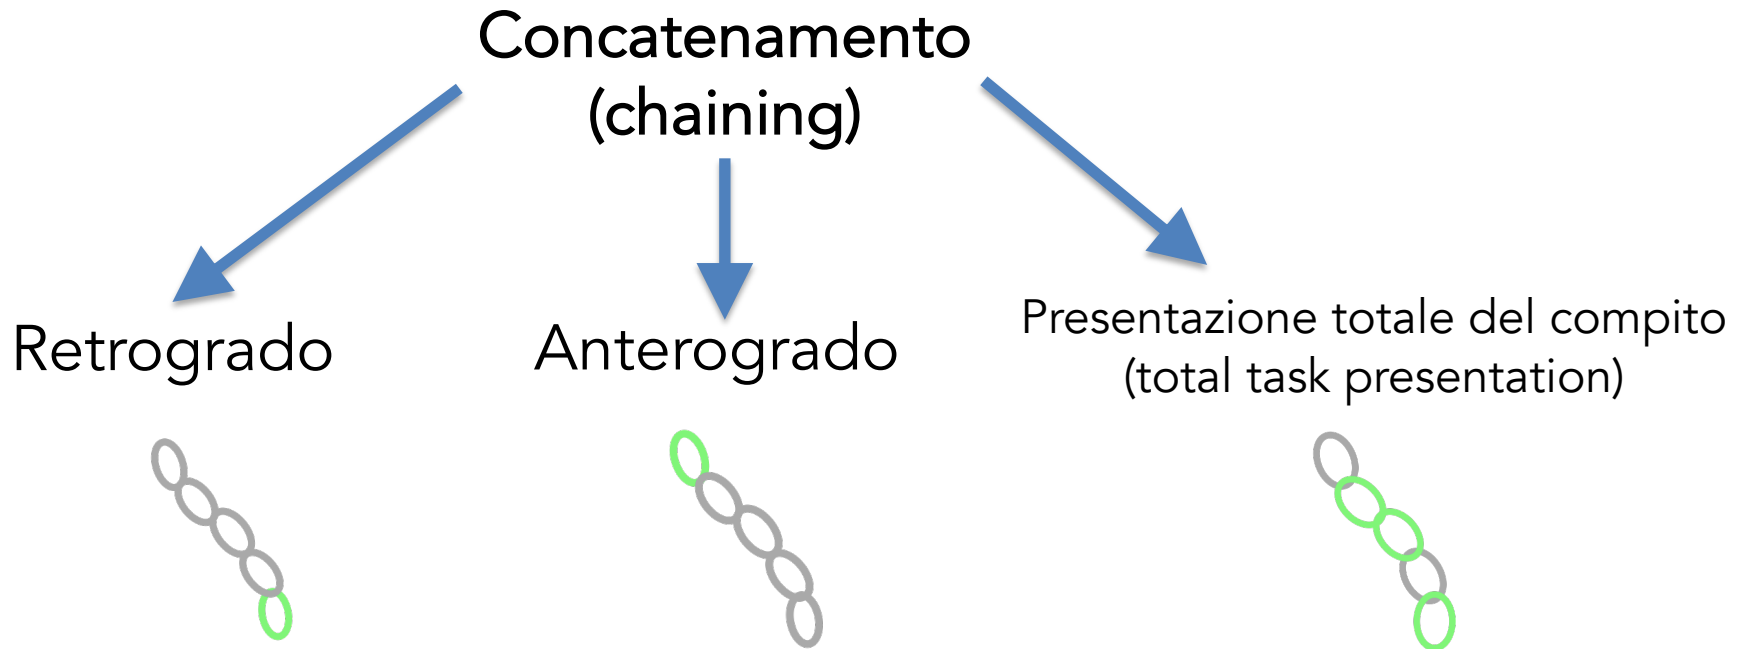 Concatenamento
(chaining)
Retrogrado
Anterogrado
Presentazione totale del compito
(total task presentation)